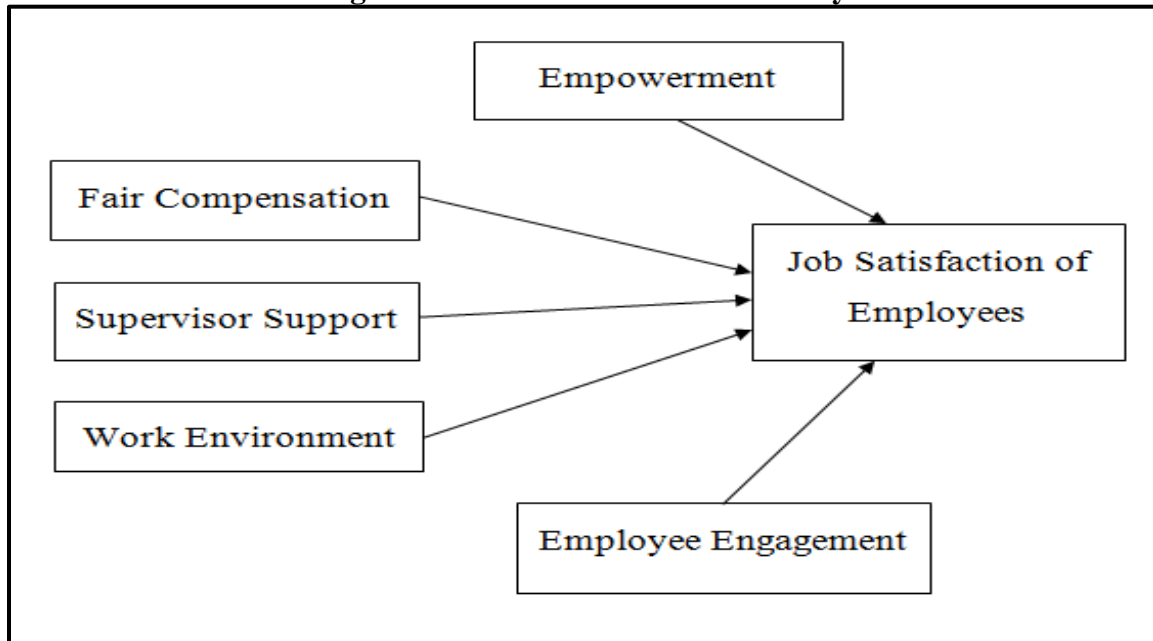 Empowerment
Fair Compensation
Job Satisfaction of
Employees
Supervisor Support
Work Environment
Employee Engagement